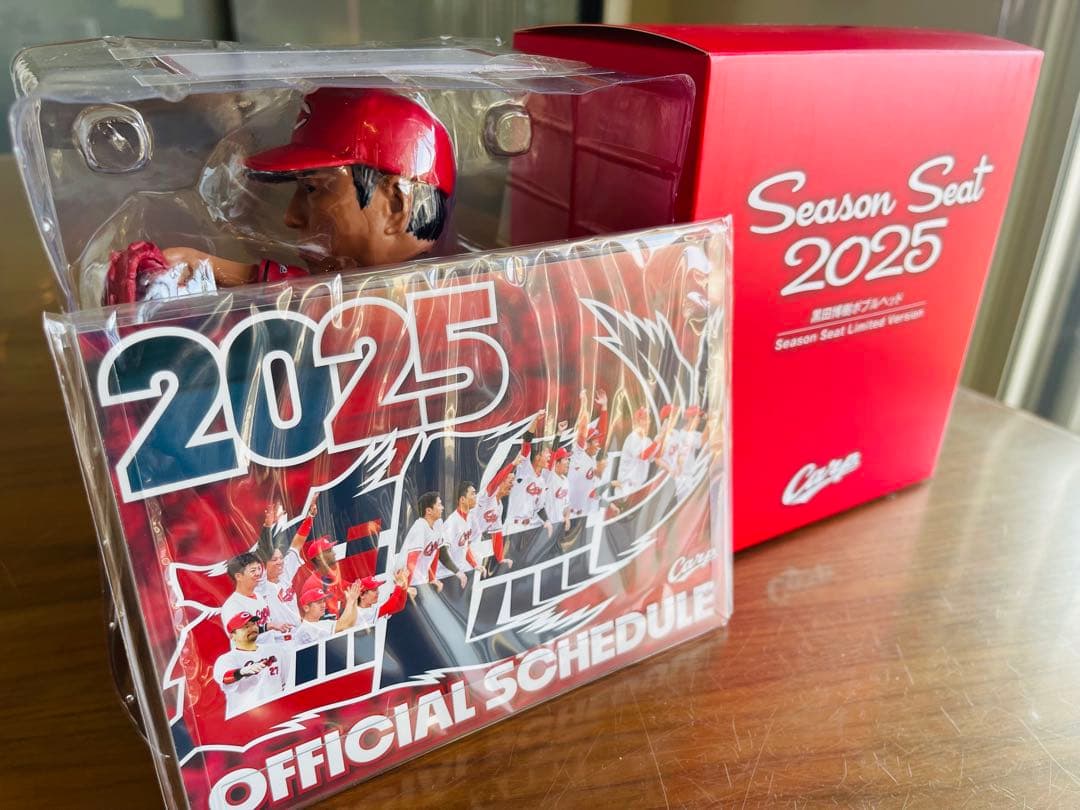 2025
Carp
OFFICIAL SCHEDULE
Season Seat
2025
黒田博樹ボブルヘッド
Season Seat Limited Version
Carp